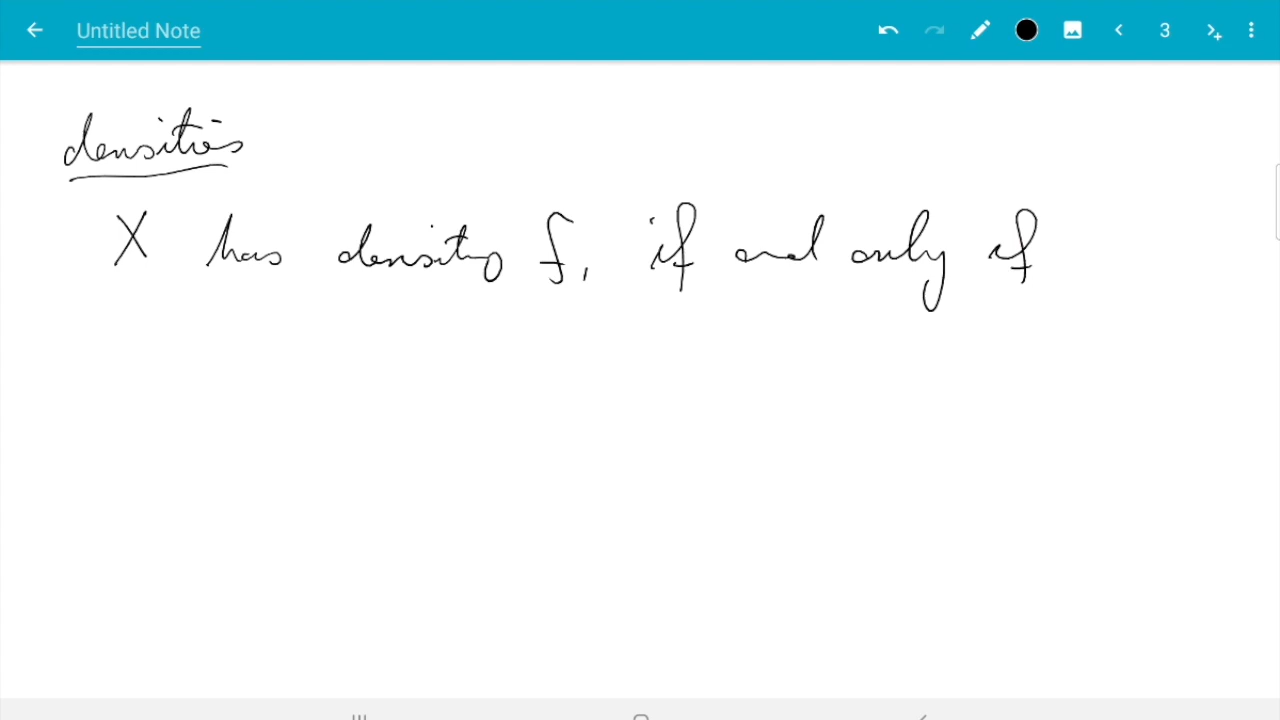 Untitled Note
3
densities
X has density f, if and only if